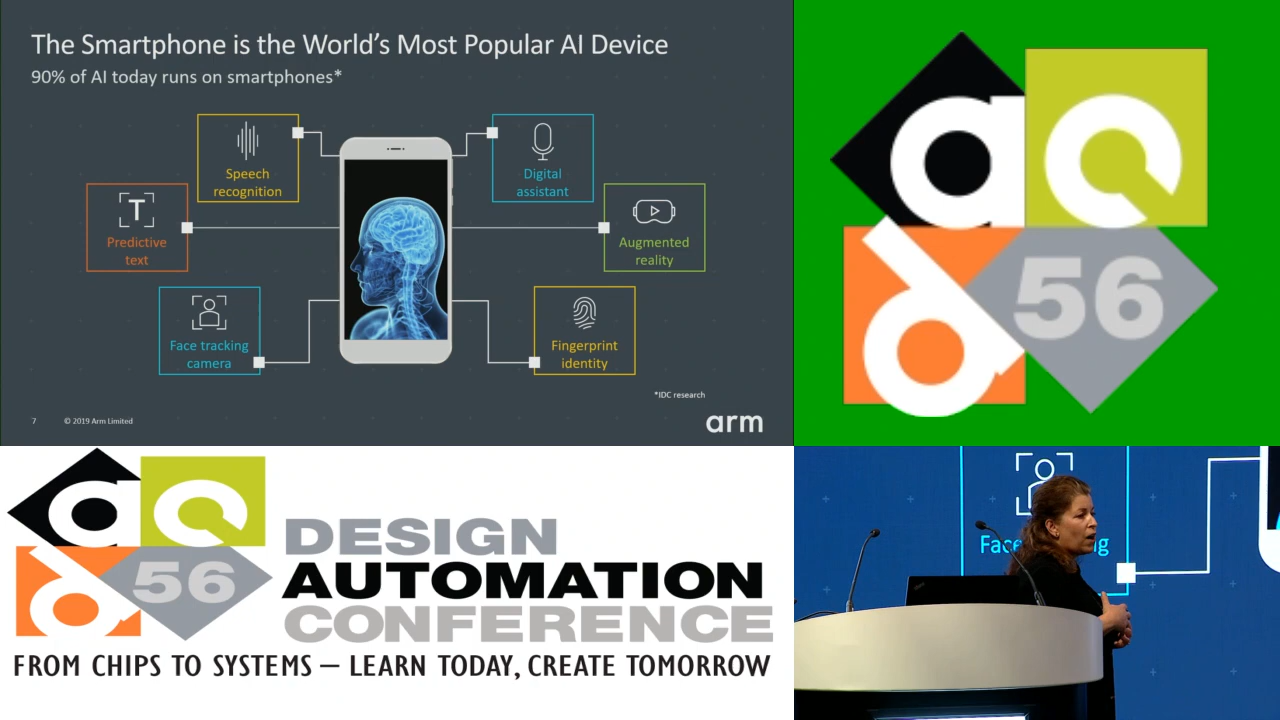 The Smartphone is the World's Most Popular AI Device
90% of AI today runs on smartphones*
Speech
recognition
Digital
assistant
Predictive
text
Augmented
reality
Face tracking
camera
Fingerprint
identity
*IDC research
7 © 2019 Arm Limited
arm
dac
56
dac
56
DESIGN
AUTOMATION
CONFERENCE
FROM CHIPS TO SYSTEMS — LEARN TODAY, CREATE TOMORROW